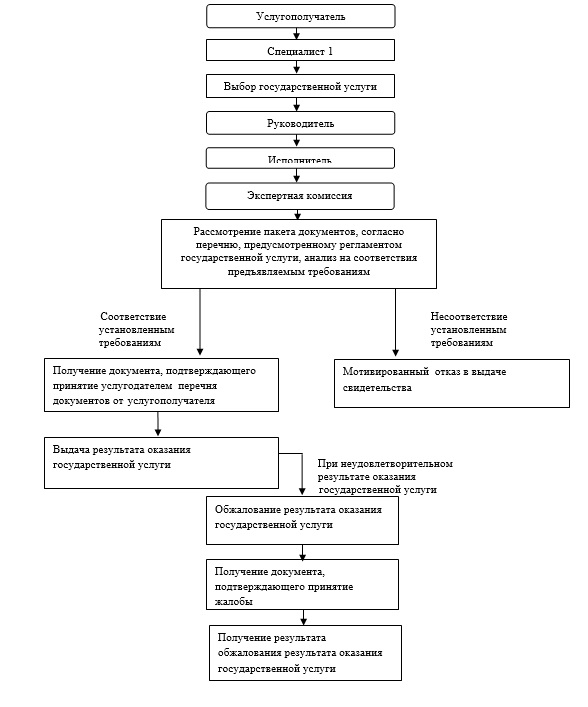 Услугополучатель
Специалист 1
Выбор государственной услуги
Руководитель
Исполнитель
Экспертная комиссия
Рассмотрение пакета документов, согласно
перечню, предусмотренному регламентом
государственной услуги, анализ на соответствия
предъявляемым требованиям
Соответствие
установленным
требованиям
Несоответствие
установленным
требованиям
Получение документа, подтверждающего
принятие услугодателем перечня
документов от услугополучателя
Мотивированный отказ в выдаче
свидетельства
Выдача результата оказания
государственной услуги
При неудовлетворительном
результате оказания
государственной услуги
Обжалование результата оказания
государственной услуги
Получение документа,
подтверждающего принятие
жалобы
Получение результата
обжалования результата оказания
государственной услуги